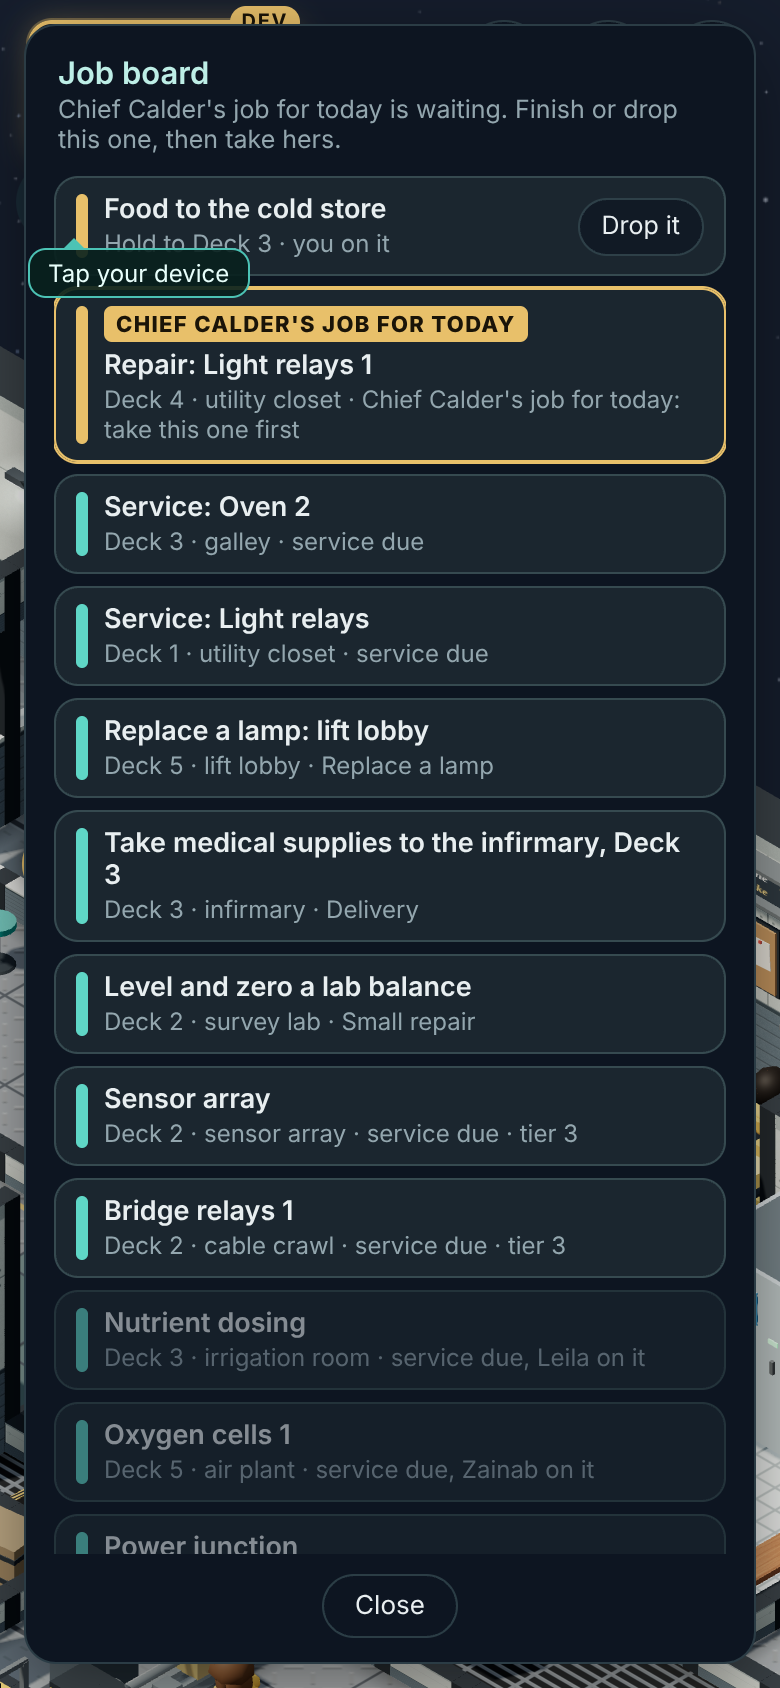 DEV
Job board
Chief Calder's job for today is waiting. Finish or drop
this one, then take hers.
Food to the cold store
Drop it
Hold to Deck 3 · you on it
Tap your device
CHIEF CALDER'S JOB FOR TODAY
Repair: Light relays 1
Deck 4 · utility closet · Chief Calder's job for today:
take this one first
Service: Oven 2
Deck 3 · galley · service due
Service: Light relays
Deck 1 · utility closet · service due
Replace a lamp: lift lobby
Deck 5 · lift lobby · Replace a lamp
Take medical supplies to the infirmary, Deck
3
Deck 3 · infirmary · Delivery
Level and zero a lab balance
Deck 2 · survey lab · Small repair
Sensor array
Deck 2 · sensor array · service due · tier 3
Bridge relays 1
Deck 2 · cable crawl · service due · tier 3
Nutrient dosing
Deck 3 · irrigation room · service due, Leila on it
Oxygen cells 1
Deck 5 · air plant · service due, Zainab on it
Power junction
Close